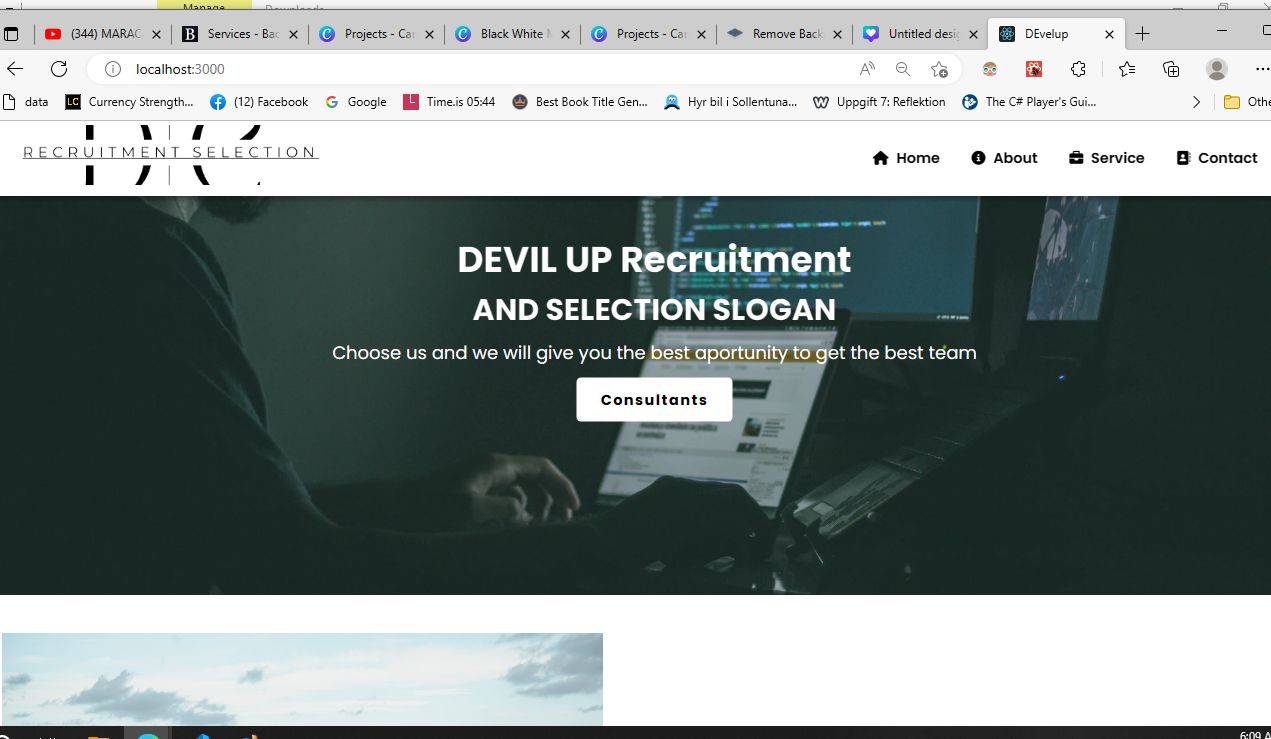 Manage
Downloads
(344) MARAC
Services - Bac
Projects - Car
Black White M
Projects - Car
Remove Back
Untitled desig
DEvelup
localhost:3000
data
Currency Strength...
(12) Facebook
Google
Time.is 05:44
Best Book Title Gen...
Hyr bil i Sollentuna...
Uppgift 7: Reflektion
The C# Player's Gui...
Othe
RECRUITMENT SELECTION
Home
About
Service
Contact
DEVIL UP Recruitment
AND SELECTION SLOGAN
Choose us and we will give you the best aportunity to get the best team
Consultants
6:09 A